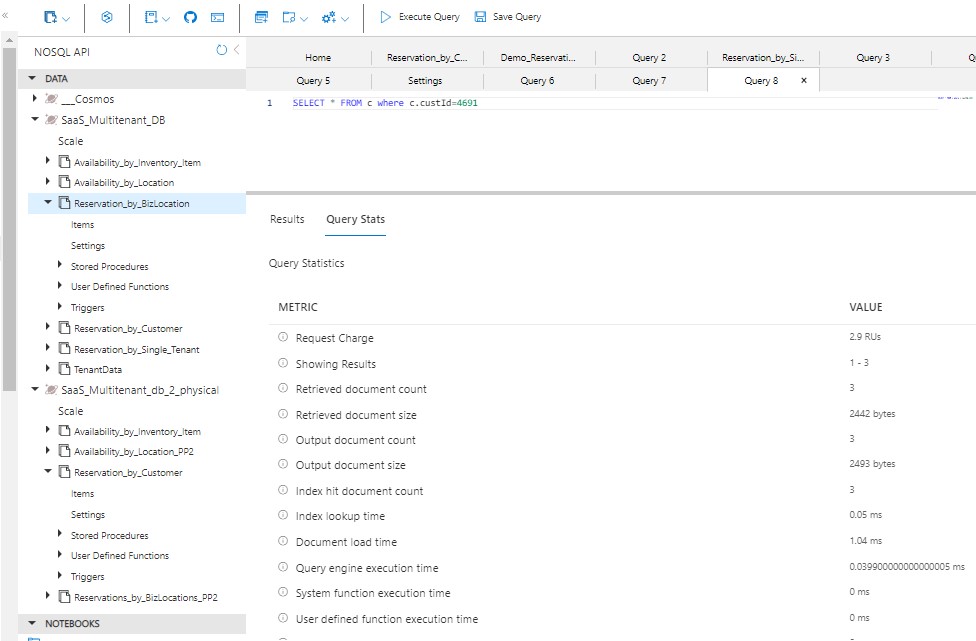 Execute Query
Save Query
NOSQL API
DATA
___Cosmos
SaaS_Multitenant_DB
Scale
Availability_by_Inventory_Item
Availability_by_Location
Reservation_by_BizLocation
Items
Settings
Stored Procedures
User Defined Functions
Triggers
Reservation_by_Customer
Reservation_by_Single_Tenant
TenantData
SaaS_Multitenant_db_2_physical
Scale
Availability_by_Inventory_Item
Availability_by_Location_PP2
Reservation_by_Customer
Items
Settings
Stored Procedures
User Defined Functions
Triggers
Reservations_by_BizLocations_PP2
NOTEBOOKS
Home Reservation_by_C... Demo_Reservati... Query 2 Reservation_by_Si... Query 3 Q
Query 5 Settings Query 6 Query 7 Query 8 ×
1 SELECT * FROM c where c.custId=4691
Results Query Stats
Query Statistics
METRIC VALUE
Request Charge 2.9 RUs
Showing Results 1 - 3
Retrieved document count 3
Retrieved document size 2442 bytes
Output document count 3
Output document size 2493 bytes
Index hit document count 3
Index lookup time 0.05 ms
Document load time 1.04 ms
Query engine execution time 0.039900000000000005 ms
System function execution time 0 ms
User defined function execution time 0 ms